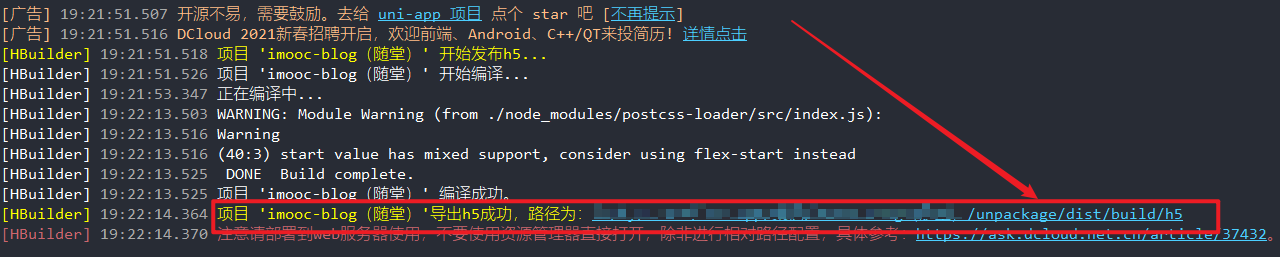 [广告] 19:21:51.507 开源不易，需要鼓励。去给 uni-app 项目 点个 star 吧 [不再提示]
[广告] 19:21:51.516 DCloud 2021新春招聘开启，欢迎前端、Android、C++/QT来投简历！详情点击
[HBuilder] 19:21:51.518 项目 'imooc-blog（随堂）' 开始发布h5...
[HBuilder] 19:21:51.526 项目 'imooc-blog（随堂）' 开始编译...
[HBuilder] 19:21:53.347 正在编译中...
[HBuilder] 19:22:13.503 WARNING: Module Warning (from ./node_modules/postcss-loader/src/index.js):
[HBuilder] 19:22:13.516 Warning
[HBuilder] 19:22:13.516 (40:3) start value has mixed support, consider using flex-start instead
[HBuilder] 19:22:13.525  DONE  Build complete.
[HBuilder] 19:22:13.525 项目 'imooc-blog（随堂）' 编译成功。
[HBuilder] 19:22:14.364 项目 'imooc-blog（随堂）'导出h5成功，路径为： /unpackage/dist/build/h5
[HBuilder] 19:22:14.370 注意请部署到web服务器使用，不要使用资源管理器直接打开，除非进行相对路径配置，具体参考：https://ask.dcloud.net.cn/article/37432。